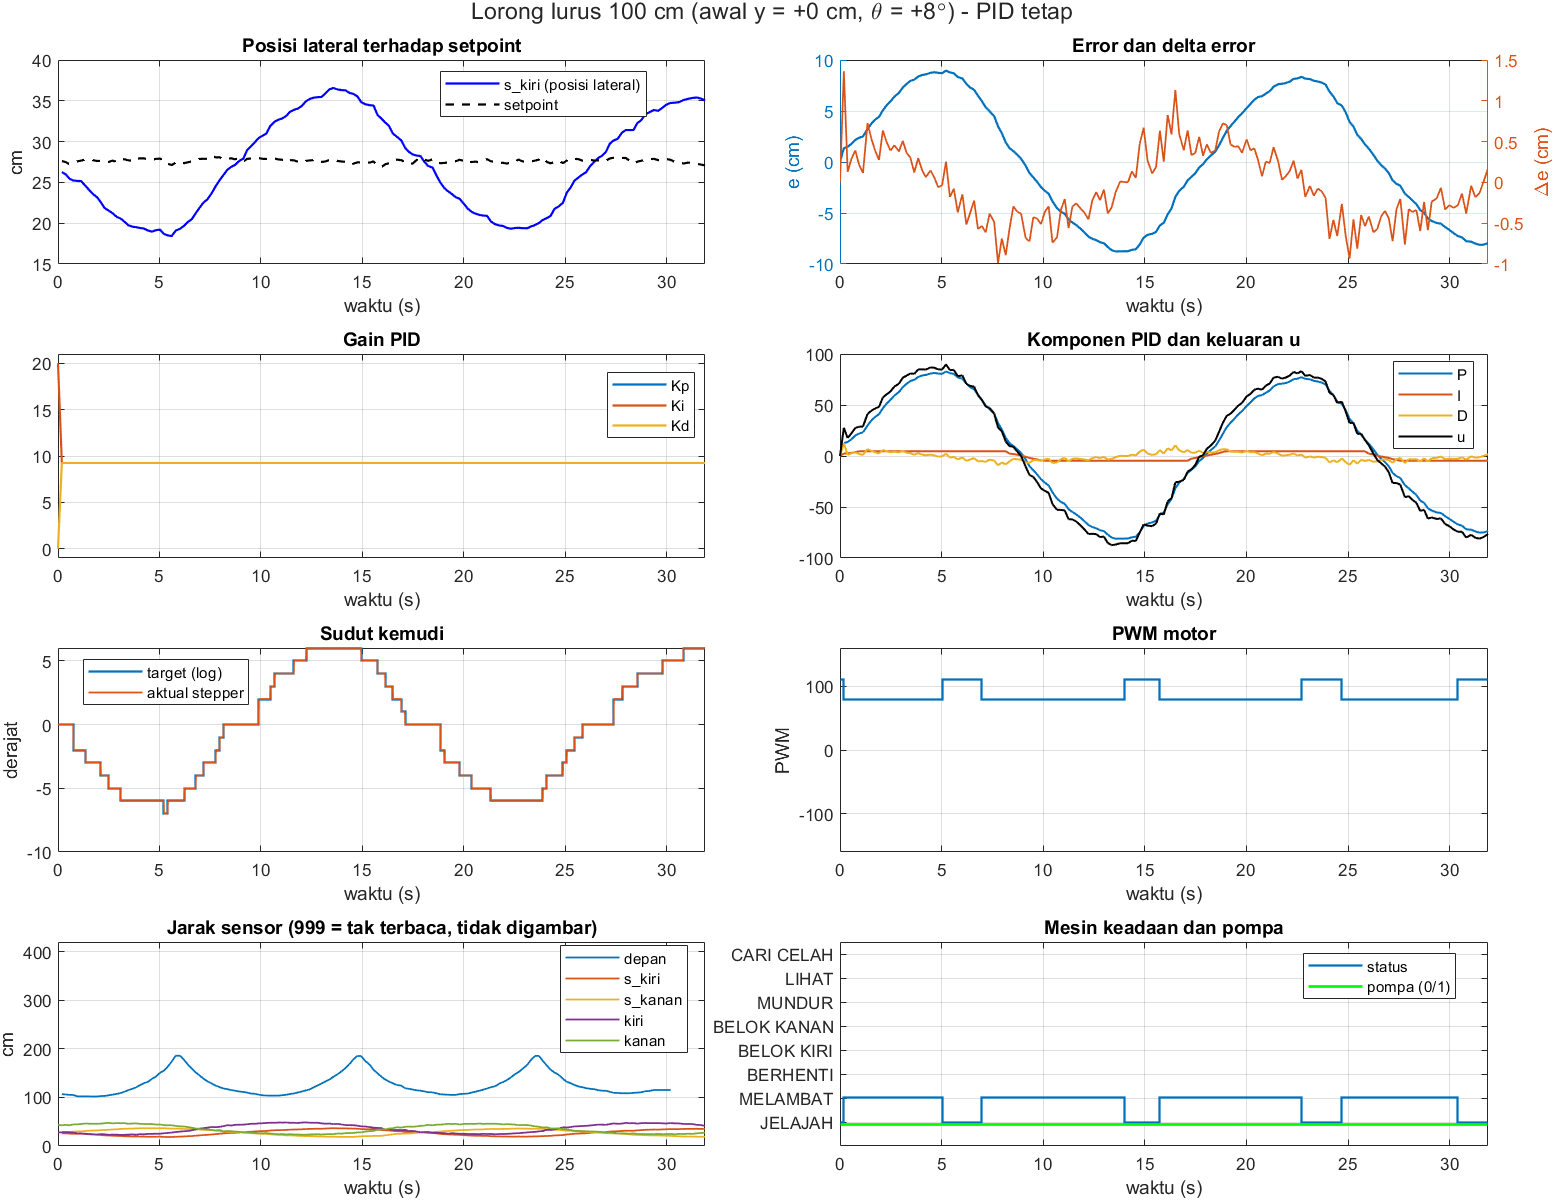 Lorong lurus 100 cm (awal y = +0 cm, θ = +8°) - PID tetap
Posisi lateral terhadap setpoint
40
35
30
25
20
15
cm
s_kiri (posisi lateral)
setpoint
0 5 10 15 20 25 30
waktu (s)
Error dan delta error
10
5
0
-5
-10
e (cm)
1.5
1
0.5
0
-0.5
-1
Δe (cm)
0 5 10 15 20 25 30
waktu (s)
Gain PID
20
15
10
5
0
Kp
Ki
Kd
0 5 10 15 20 25 30
waktu (s)
Komponen PID dan keluaran u
100
50
0
-50
-100
P
I
D
u
0 5 10 15 20 25 30
waktu (s)
Sudut kemudi
5
0
-5
-10
derajat
target (log)
aktual stepper
0 5 10 15 20 25 30
waktu (s)
PWM motor
100
0
-100
PWM
0 5 10 15 20 25 30
waktu (s)
Jarak sensor (999 = tak terbaca, tidak digambar)
400
300
200
100
0
cm
depan
s_kiri
s_kanan
kiri
kanan
0 5 10 15 20 25 30
waktu (s)
Mesin keadaan dan pompa
CARI CELAH
LIHAT
MUNDUR
BELOK KANAN
BELOK KIRI
BERHENTI
MELAMBAT
JELAJAH
status
pompa (0/1)
0 5 10 15 20 25 30
waktu (s)